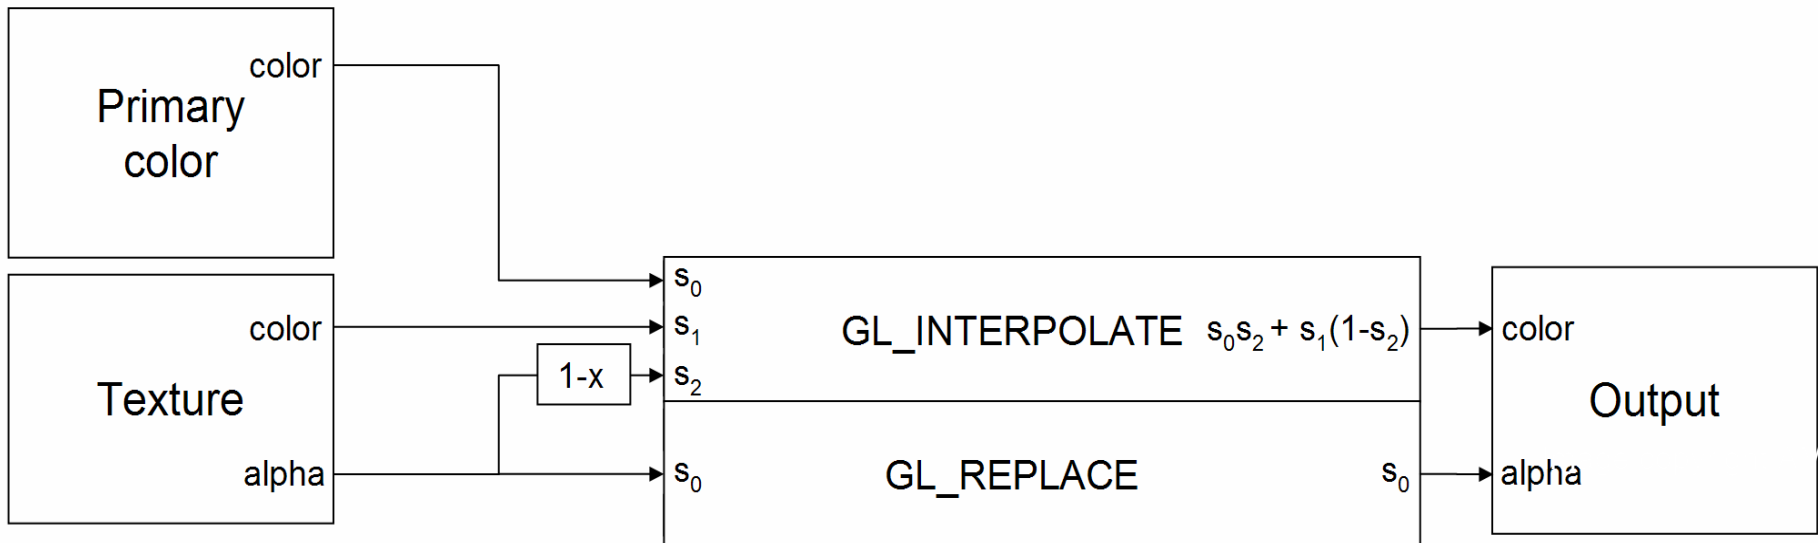 color
Primary
color
color
Texture
alpha
1-x
s₀
s₁
s₂
GL_INTERPOLATE s₀s₂ + s₁(1-s₂)
s₀
GL_REPLACE
s₀
color
Output
alpha